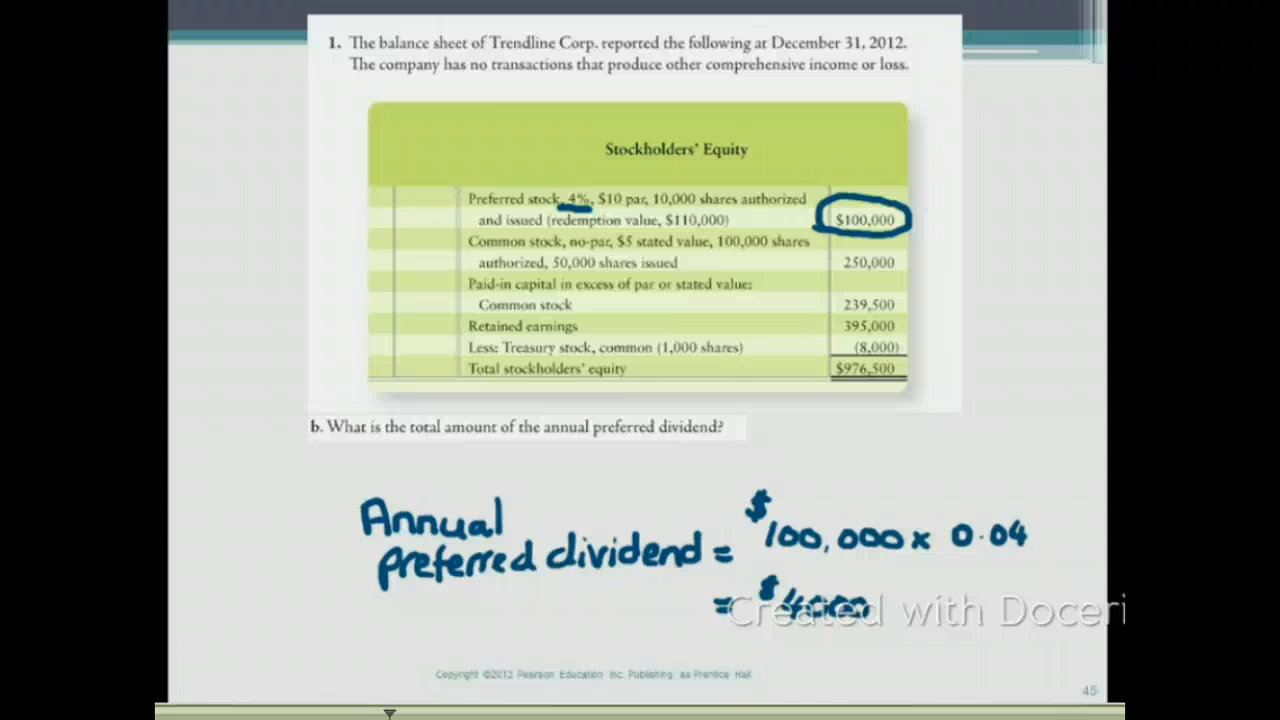 1. The balance sheet of Trendline Corp. reported the following at December 31, 2012.
The company has no transactions that produce other comprehensive income or loss.
Stockholders' Equity
Preferred stock, 4%, $10 par, 10,000 shares authorized
and issued (redemption value, $110,000) $100,000
Common stock, no-par, $5 stated value, 100,000 shares
authorized, 50,000 shares issued 250,000
Paid-in capital in excess of par or stated value:
Common stock 239,500
Retained earnings 395,000
Less: Treasury stock, common (1,000 shares) (8,000)
Total stockholders' equity $976,500
b. What is the total amount of the annual preferred dividend?
Annual
preferred dividend = $100,000 x 0.04
= $4000
Created with Doceri
Copyright ©2012 Pearson Education Inc. Publishing as Prentice Hall.
45